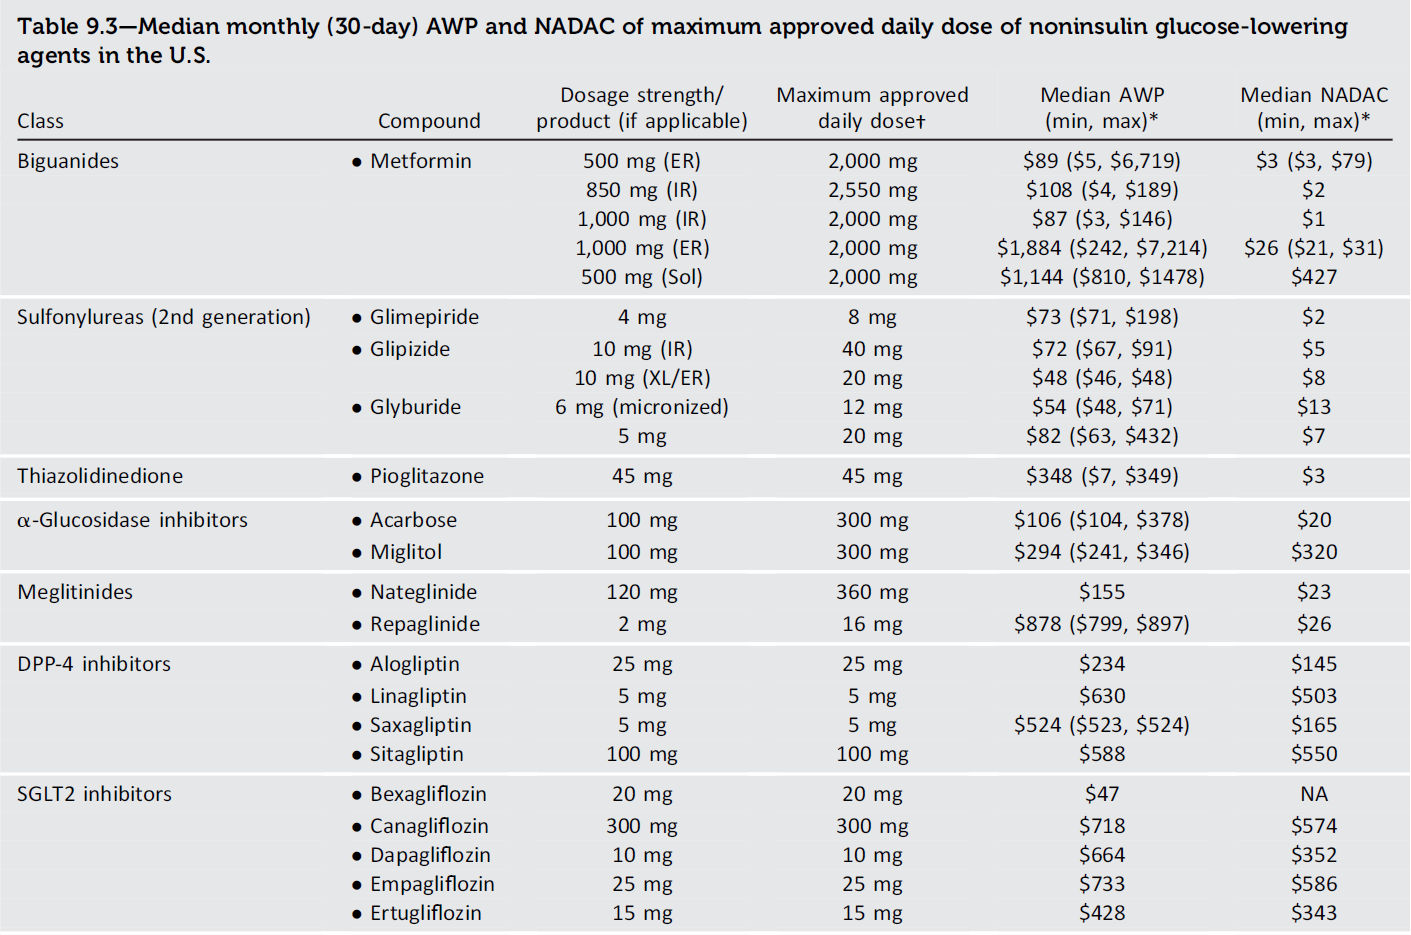 Table 9.3—Median monthly (30-day) AWP and NADAC of maximum approved daily dose of noninsulin glucose-lowering
agents in the U.S.
Class Compound Dosage strength/ product (if applicable) Maximum approved daily dose† Median AWP (min, max)* Median NADAC (min, max)*
Biguanides • Metformin 500 mg (ER) 2,000 mg $89 ($5, $6,719) $3 ($3, $79)
850 mg (IR) 2,550 mg $108 ($4, $189) $2
1,000 mg (IR) 2,000 mg $87 ($3, $146) $1
1,000 mg (ER) 2,000 mg $1,884 ($242, $7,214) $26 ($21, $31)
500 mg (Sol) 2,000 mg $1,144 ($810, $1478) $427
Sulfonylureas (2nd generation) • Glimepiride 4 mg 8 mg $73 ($71, $198) $2
• Glipizide 10 mg (IR) 40 mg $72 ($67, $91) $5
10 mg (XL/ER) 20 mg $48 ($46, $48) $8
• Glyburide 6 mg (micronized) 12 mg $54 ($48, $71) $13
5 mg 20 mg $82 ($63, $432) $7
Thiazolidinedione • Pioglitazone 45 mg 45 mg $348 ($7, $349) $3
α-Glucosidase inhibitors • Acarbose 100 mg 300 mg $106 ($104, $378) $20
• Miglitol 100 mg 300 mg $294 ($241, $346) $320
Meglitinides • Nateglinide 120 mg 360 mg $155 $23
• Repaglinide 2 mg 16 mg $878 ($799, $897) $26
DPP-4 inhibitors • Alogliptin 25 mg 25 mg $234 $145
• Linagliptin 5 mg 5 mg $630 $503
• Saxagliptin 5 mg 5 mg $524 ($523, $524) $165
• Sitagliptin 100 mg 100 mg $588 $550
SGLT2 inhibitors • Bexagliflozin 20 mg 20 mg $47 NA
• Canagliflozin 300 mg 300 mg $718 $574
• Dapagliflozin 10 mg 10 mg $664 $352
• Empagliflozin 25 mg 25 mg $733 $586
• Ertugliflozin 15 mg 15 mg $428 $343